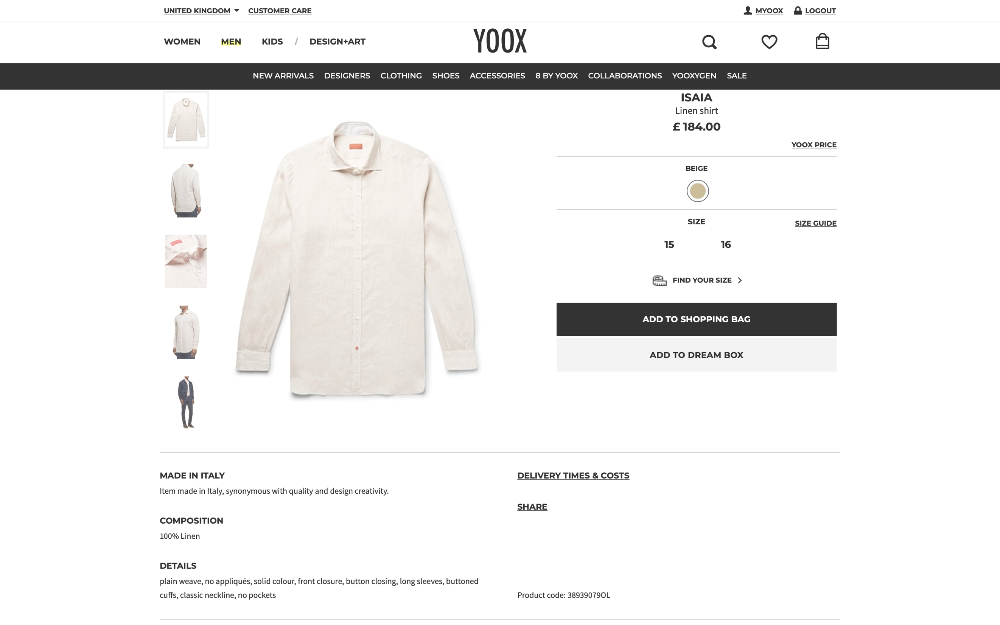 UNITED KINGDOM CUSTOMER CARE
MYOOX LOGOUT
WOMEN MEN KIDS / DESIGN+ART
YOOX
NEW ARRIVALS DESIGNERS CLOTHING SHOES ACCESSORIES 8 BY YOOX COLLABORATIONS YOOXYGEN SALE
ISAIA
Linen shirt
£ 184.00
YOOX PRICE
BEIGE
SIZE
SIZE GUIDE
15 16
FIND YOUR SIZE
ADD TO SHOPPING BAG
ADD TO DREAM BOX
MADE IN ITALY
Item made in Italy, synonymous with quality and design creativity.
COMPOSITION
100% Linen
DETAILS
plain weave, no appliqués, solid colour, front closure, button closing, long sleeves, buttoned
cuffs, classic neckline, no pockets
DELIVERY TIMES & COSTS
SHARE
Product code: 38939079OL